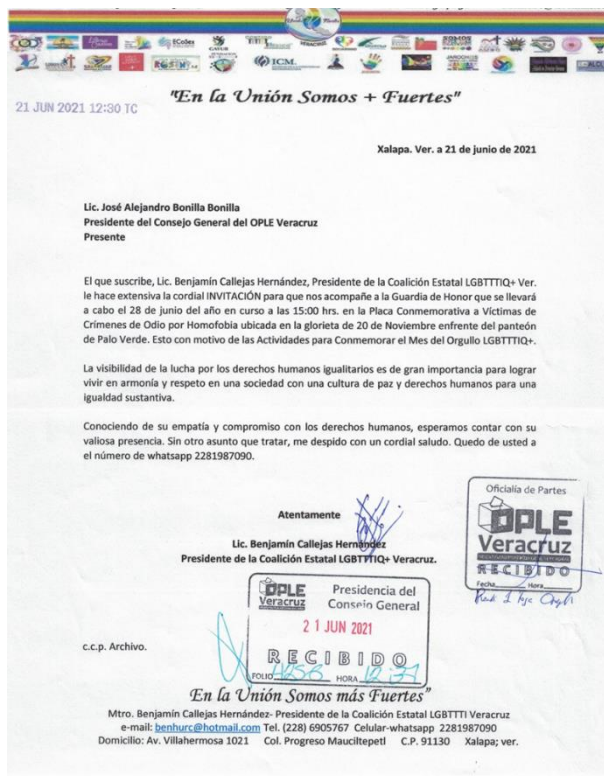 VERACRUZ
ICM.
"En la Unión Somos + Fuertes"
21 JUN 2021 12:30 TC
Xalapa. Ver. a 21 de junio de 2021
Lic. José Alejandro Bonilla Bonilla
Presidente del Consejo General del OPLE Veracruz
Presente
El que suscribe, Lic. Benjamín Callejas Hernández, Presidente de la Coalición Estatal LGBTTTIQ+ Ver.
le hace extensiva la cordial INVITACIÓN para que nos acompañe a la Guardia de Honor que se llevará
a cabo el 28 de junio del año en curso a las 15:00 hrs. en la Placa Conmemorativa a Víctimas de
Crímenes de Odio por Homofobia ubicada en la glorieta de 20 de Noviembre enfrente del panteón
de Palo Verde. Esto con motivo de las Actividades para Conmemorar el Mes del Orgullo LGBTTTIQ+.
La visibilidad de la lucha por los derechos humanos igualitarios es de gran importancia para lograr
vivir en armonía y respeto en una sociedad con una cultura de paz y derechos humanos para una
igualdad sustantiva.
Conociendo de su empatía y compromiso con los derechos humanos, esperamos contar con su
valiosa presencia. Sin otro asunto que tratar, me despido con un cordial saludo. Quedo de usted a
el número de whatsapp 2281987090.
Oficialía de Partes
OPLE
Veracruz
RECIBIDO
Fecha Hora
Atentamente
Lic. Benjamín Callejas Hernández
Presidente de la Coalición Estatal LGBTTTIQ+ Veracruz.
OPLE
Veracruz
Presidencia del
Consejo General
21 JUN 2021
RECIBIDO
FOLIO HORA 12:37
c.c.p. Archivo.
En la Unión Somos más Fuertes"
Mtro. Benjamín Callejas Hernández- Presidente de la Coalición Estatal LGBTTTI Veracruz
e-mail: benhurc@hotmail.com Tel. (228) 6905767 Celular-whatsapp 2281987090
Domicilio: Av. Villahermosa 1021 Col. Progreso Mauciltepetl C.P. 91130 Xalapa; ver.